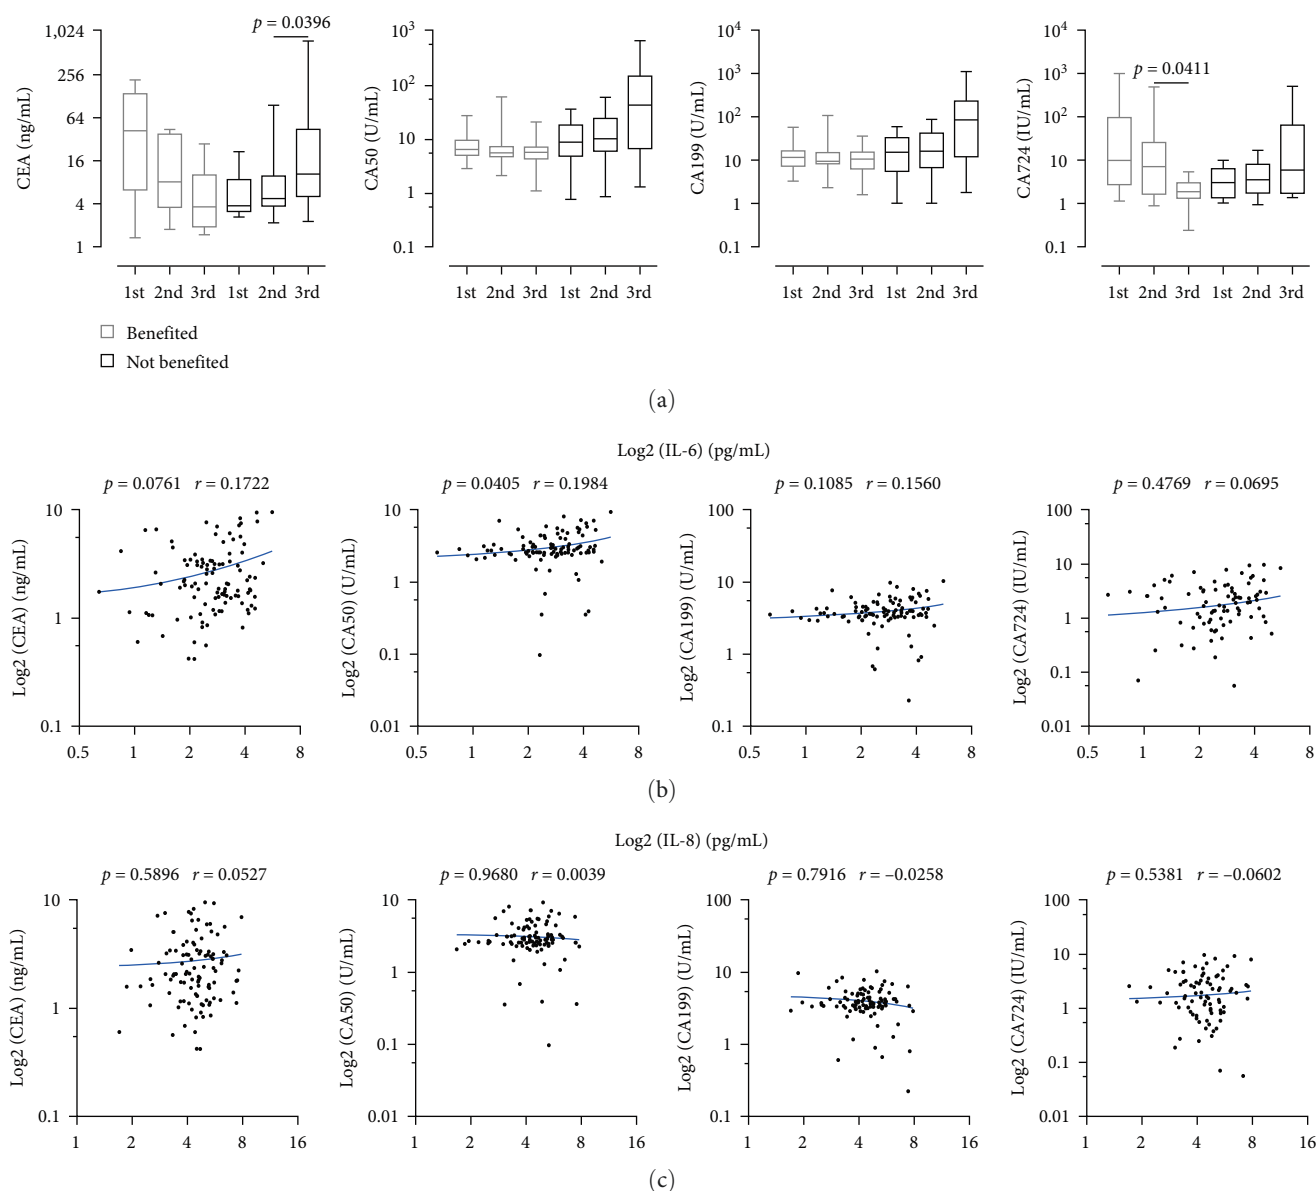 p = 0.0396
1,024
256
64
16
4
1
CEA (ng/mL)
1st 2nd 3rd 1st 2nd 3rd
10³
10²
10
1
0.1
CA50 (U/mL)
1st 2nd 3rd 1st 2nd 3rd
10⁴
10³
10²
10
1
0.1
CA199 (U/mL)
1st 2nd 3rd 1st 2nd 3rd
p = 0.0411
10⁴
10³
10²
10
1
0.1
CA724 (IU/mL)
1st 2nd 3rd 1st 2nd 3rd
Benefited
Not benefited
(a)
Log2 (IL-6) (pg/mL)
p = 0.0761 r = 0.1722
10
1
0.1
Log2 (CEA) (ng/mL)
0.5 1 2 4 8
p = 0.0405 r = 0.1984
10
1
0.1
0.01
Log2 (CA50) (U/mL)
0.5 1 2 4 8
p = 0.1085 r = 0.1560
100
10
1
0.1
Log2 (CA199) (U/mL)
0.5 1 2 4 8
p = 0.4769 r = 0.0695
100
10
1
0.1
0.01
Log2 (CA724) (IU/mL)
0.5 1 2 4 8
(b)
Log2 (IL-8) (pg/mL)
p = 0.5896 r = 0.0527
10
1
0.1
Log2 (CEA) (ng/mL)
1 2 4 8 16
p = 0.9680 r = 0.0039
10
1
0.1
0.01
Log2 (CA50) (U/mL)
1 2 4 8 16
p = 0.7916 r = –0.0258
100
10
1
0.1
Log2 (CA199) (U/mL)
1 2 4 8 16
p = 0.5381 r = –0.0602
100
10
1
0.1
0.01
Log2 (CA724) (IU/mL)
1 2 4 8 16
(c)